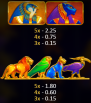 5x - 2.25
4x - 0.75
3x - 0.15
5x - 1.80
4x - 0.60
3x - 0.15